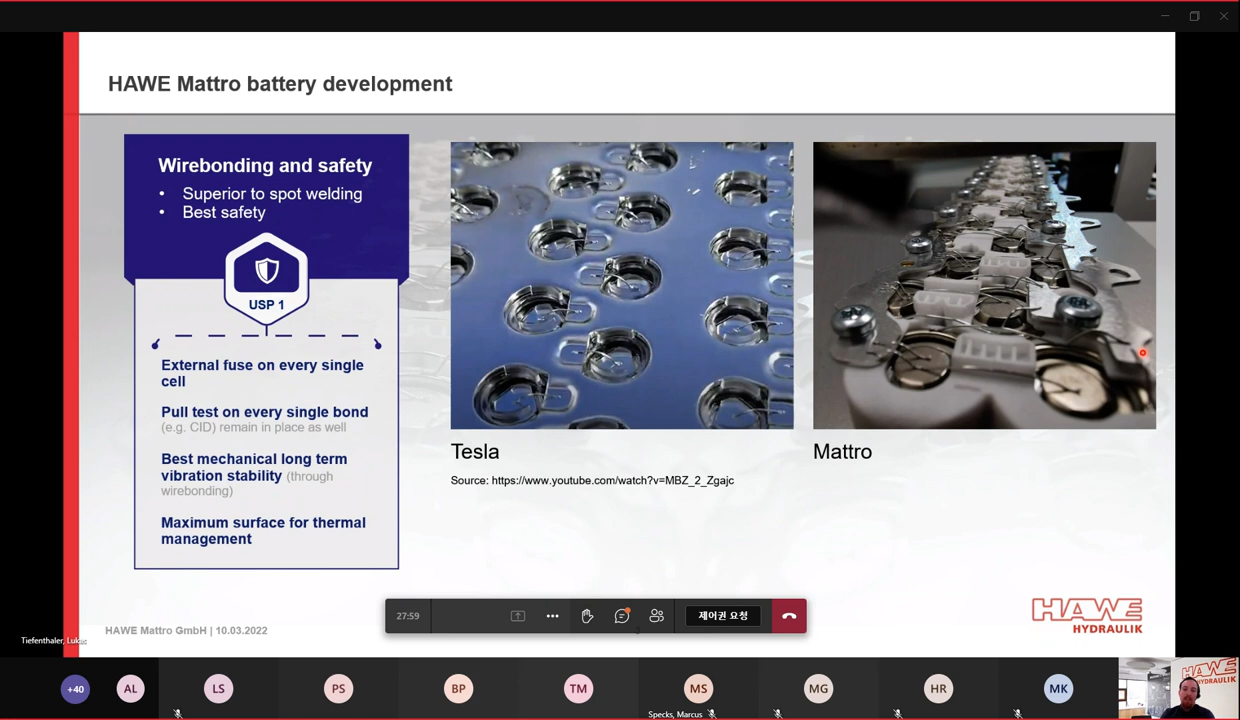 HAWE Mattro battery development
Wirebonding and safety
• Superior to spot welding
• Best safety
USP 1
External fuse on every single
cell
Pull test on every single bond
(e.g. CID) remain in place as well
Best mechanical long term
vibration stability (through
wirebonding)
Maximum surface for thermal
management
Tesla
Source: https://www.youtube.com/watch?v=MBZ_2_Zgajc
Mattro
27:59
제어권 요청
HAWE
HYDRAULIK
Tiefenthaler, Lukas
HAWE Mattro GmbH | 10.03.2022
+40
AL
LS
PS
BP
TM
MS
MG
HR
MK
Specks, Marcus
HAWE
HYDRAULIK